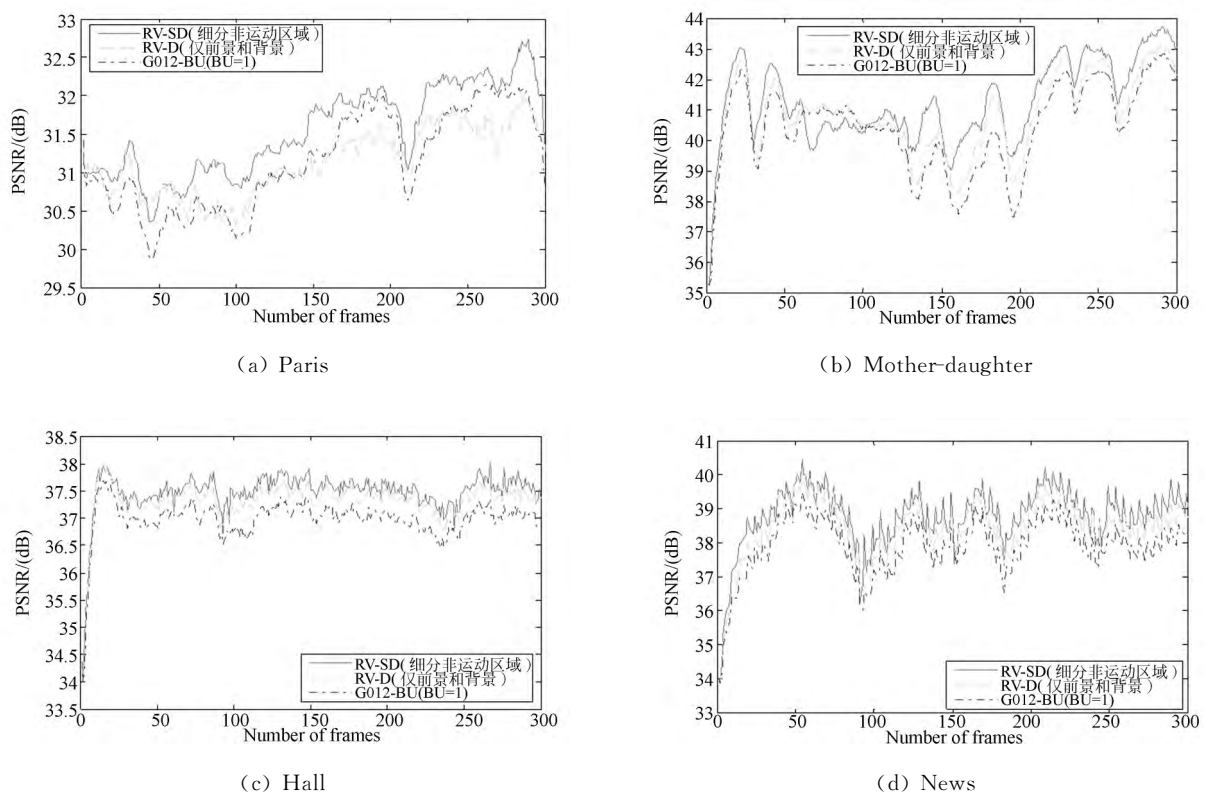 33
32.5
32
31.5
31
30.5
30
29.5
PSNR/(dB)
RV-SD(细分非运动区域)
RV-D(仅前景和背景)
G012-BU(BU=1)
0 50 100 150 200 250 300
Number of frames
(a) Paris
44
43
42
41
40
39
38
37
36
35
PSNR/(dB)
RV-SD(细分非运动区域)
RV-D(仅前景和背景)
G012-BU(BU=1)
0 50 100 150 200 250 300
Number of frames
(b) Mother-daughter
38.5
38
37.5
37
36.5
36
35.5
35
34.5
34
33.5
PSNR/(dB)
RV-SD(细分非运动区域)
RV-D(仅前景和背景)
G012-BU(BU=1)
0 50 100 150 200 250 300
Number of frames
(c) Hall
41
40
39
38
37
36
35
34
33
PSNR/(dB)
RV-SD(细分非运动区域)
RV-D(仅前景和背景)
G012-BU(BU=1)
0 50 100 150 200 250 300
Number of frames
(d) News